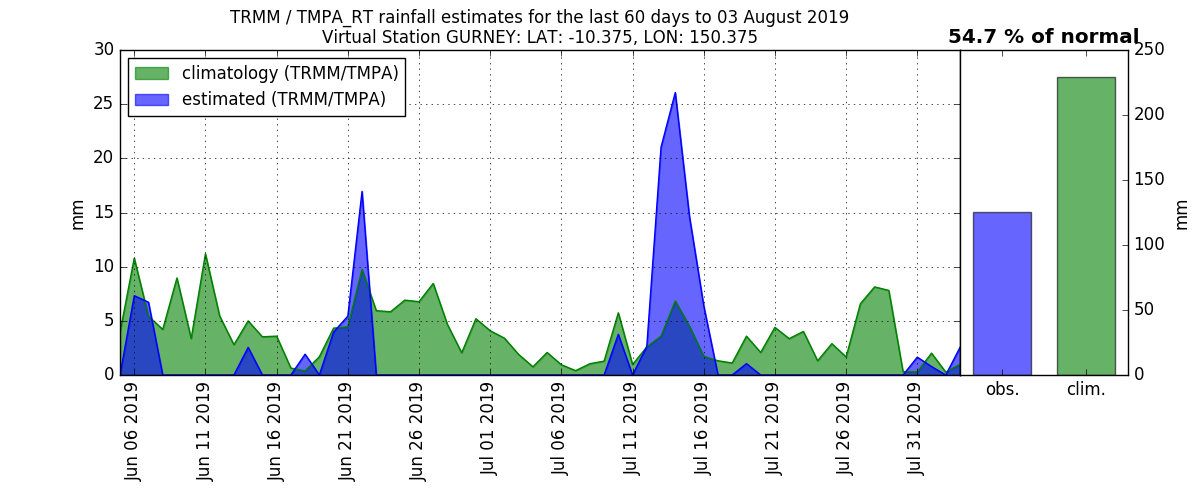 TRMM / TMPA_RT rainfall estimates for the last 60 days to 03 August 2019
Virtual Station GURNEY: LAT: -10.375, LON: 150.375
54.7 % of normal
climatology (TRMM/TMPA)
estimated (TRMM/TMPA)
30
25
20
15
10
5
0
mm
Jun 06 2019
Jun 11 2019
Jun 16 2019
Jun 21 2019
Jun 26 2019
Jul 01 2019
Jul 06 2019
Jul 11 2019
Jul 16 2019
Jul 21 2019
Jul 26 2019
Jul 31 2019
250
200
150
100
50
0
mm
obs.
clim.